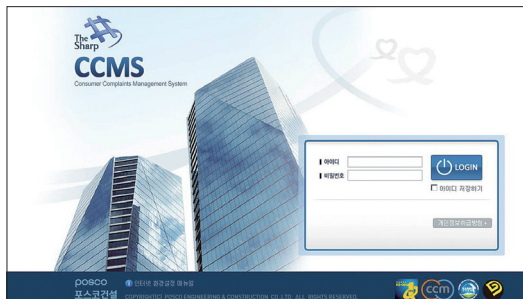 The
Sharp
CCMS
Consumer Complaints Management System
아이디
비밀번호
LOGIN
아이디 저장하기
개인정보취급방침
posco
포스코건설
인터넷 환경설정 매뉴얼
COPYRIGHT(C) POSCO ENGINEERING & CONSTRUCTION CO.,LTD. ALL RIGHTS RESERVED.
ccm